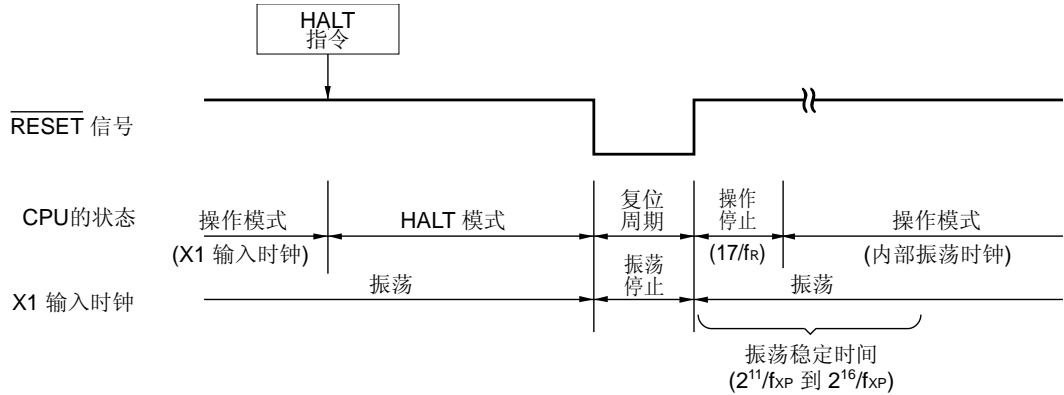 HALT
指令
RESET 信号
CPU的状态
操作模式
(X1 输入时钟)
HALT 模式
复位
周期
操作
停止
(17/fR)
操作模式
(内部振荡时钟)
X1 输入时钟
振荡
振荡
停止
振荡
振荡稳定时间
(2¹¹/fXP 到 2¹⁶/fXP)